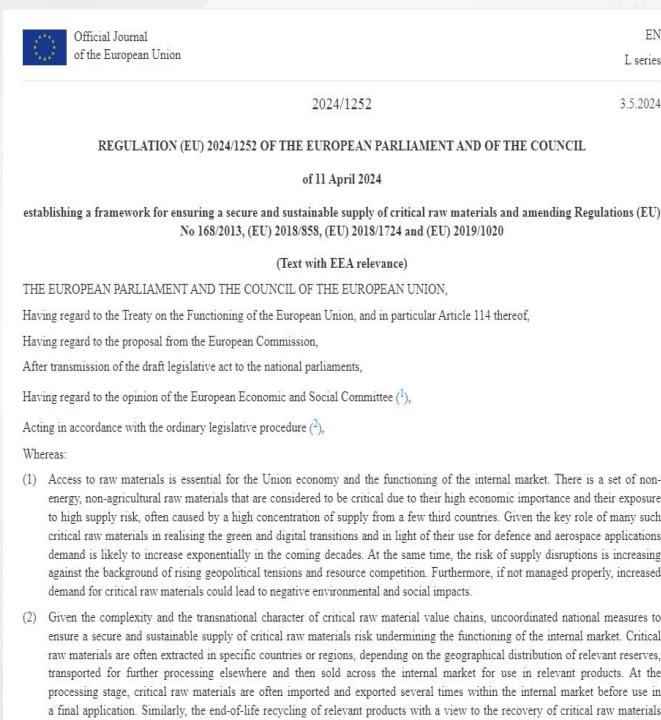 Official Journal
of the European Union
EN
L series
2024/1252
3.5.2024
REGULATION (EU) 2024/1252 OF THE EUROPEAN PARLIAMENT AND OF THE COUNCIL
of 11 April 2024
establishing a framework for ensuring a secure and sustainable supply of critical raw materials and amending Regulations (EU)
No 168/2013, (EU) 2018/858, (EU) 2018/1724 and (EU) 2019/1020
(Text with EEA relevance)
THE EUROPEAN PARLIAMENT AND THE COUNCIL OF THE EUROPEAN UNION,
Having regard to the Treaty on the Functioning of the European Union, and in particular Article 114 thereof,
Having regard to the proposal from the European Commission,
After transmission of the draft legislative act to the national parliaments,
Having regard to the opinion of the European Economic and Social Committee (1),
Acting in accordance with the ordinary legislative procedure (2),
Whereas:
(1) Access to raw materials is essential for the Union economy and the functioning of the internal market. There is a set of non-
energy, non-agricultural raw materials that are considered to be critical due to their high economic importance and their exposure
to high supply risk, often caused by a high concentration of supply from a few third countries. Given the key role of many such
critical raw materials in realising the green and digital transitions and in light of their use for defence and aerospace applications
demand is likely to increase exponentially in the coming decades. At the same time, the risk of supply disruptions is increasing
against the background of rising geopolitical tensions and resource competition. Furthermore, if not managed properly, increased
demand for critical raw materials could lead to negative environmental and social impacts.
(2) Given the complexity and the transnational character of critical raw material value chains, uncoordinated national measures to
ensure a secure and sustainable supply of critical raw materials risk undermining the functioning of the internal market. Critical
raw materials are often extracted in specific countries or regions, depending on the geographical distribution of relevant reserves,
transported for further processing elsewhere and then sold across the internal market for use in relevant products. At the
processing stage, critical raw materials are often imported and exported several times within the internal market before use in
a final application. Similarly, the end-of-life recycling of relevant products with a view to the recovery of critical raw materials